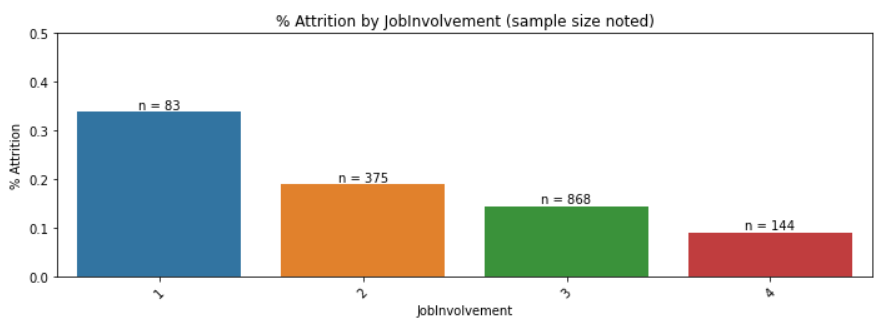 % Attrition by JobInvolvement (sample size noted)
0.5
0.4
0.3
0.2
0.1
0.0
% Attrition
n = 83
n = 375
n = 868
n = 144
1
2
3
4
JobInvolvement